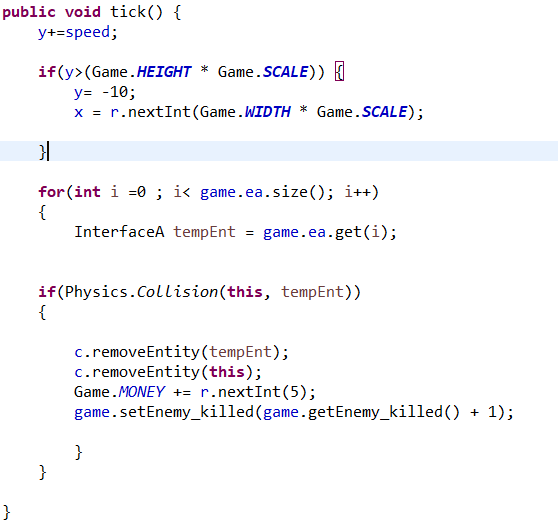 public void tick() {
y+=speed;
if(y>(Game.HEIGHT * Game.SCALE)) {
y= -10;
x = r.nextInt(Game.WIDTH * Game.SCALE);
}
for(int i =0 ; i< game.ea.size(); i++)
{
InterfaceA tempEnt = game.ea.get(i);
if(Physics.Collision(this, tempEnt))
{
c.removeEntity(tempEnt);
c.removeEntity(this);
Game.MONEY += r.nextInt(5);
game.setEnemy_killed(game.getEnemy_killed() + 1);
}
}
}